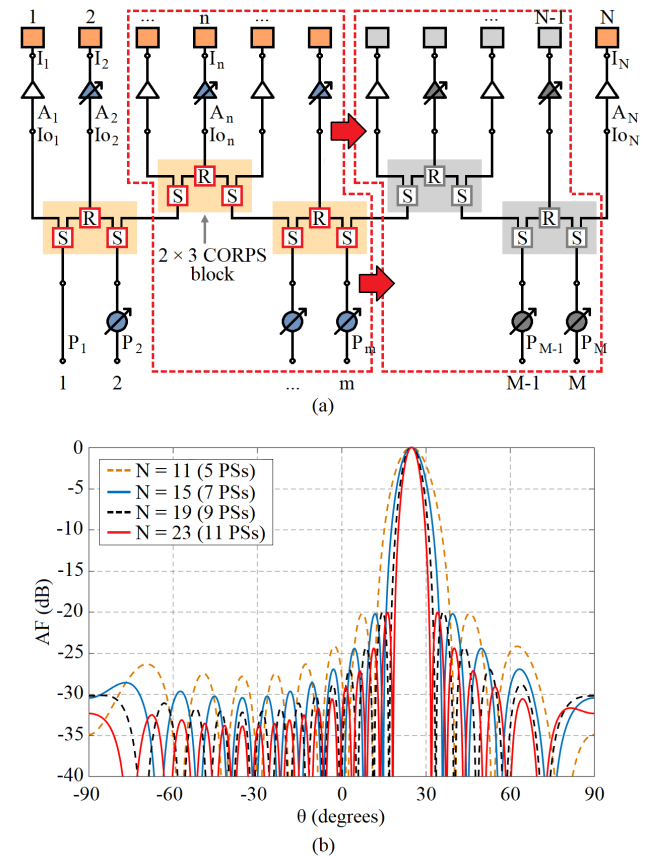 1 2 ... n ... ... N-1 N
I1 I2 In IN
A1 A2 An AN
Io1 Io2 Ion IoN
R R
S S S S
R R R R
S S S S S S
2 × 3 CORPS
block
P1 P2 Pm PM-1 PM
1 2 ... m M-1 M
(a)
0
-5
-10
-15
-20
-25
-30
-35
-40
AF (dB)
N = 11 (5 PSs)
N = 15 (7 PSs)
N = 19 (9 PSs)
N = 23 (11 PSs)
-90 -60 -30 0 30 60 90
θ (degrees)
(b)